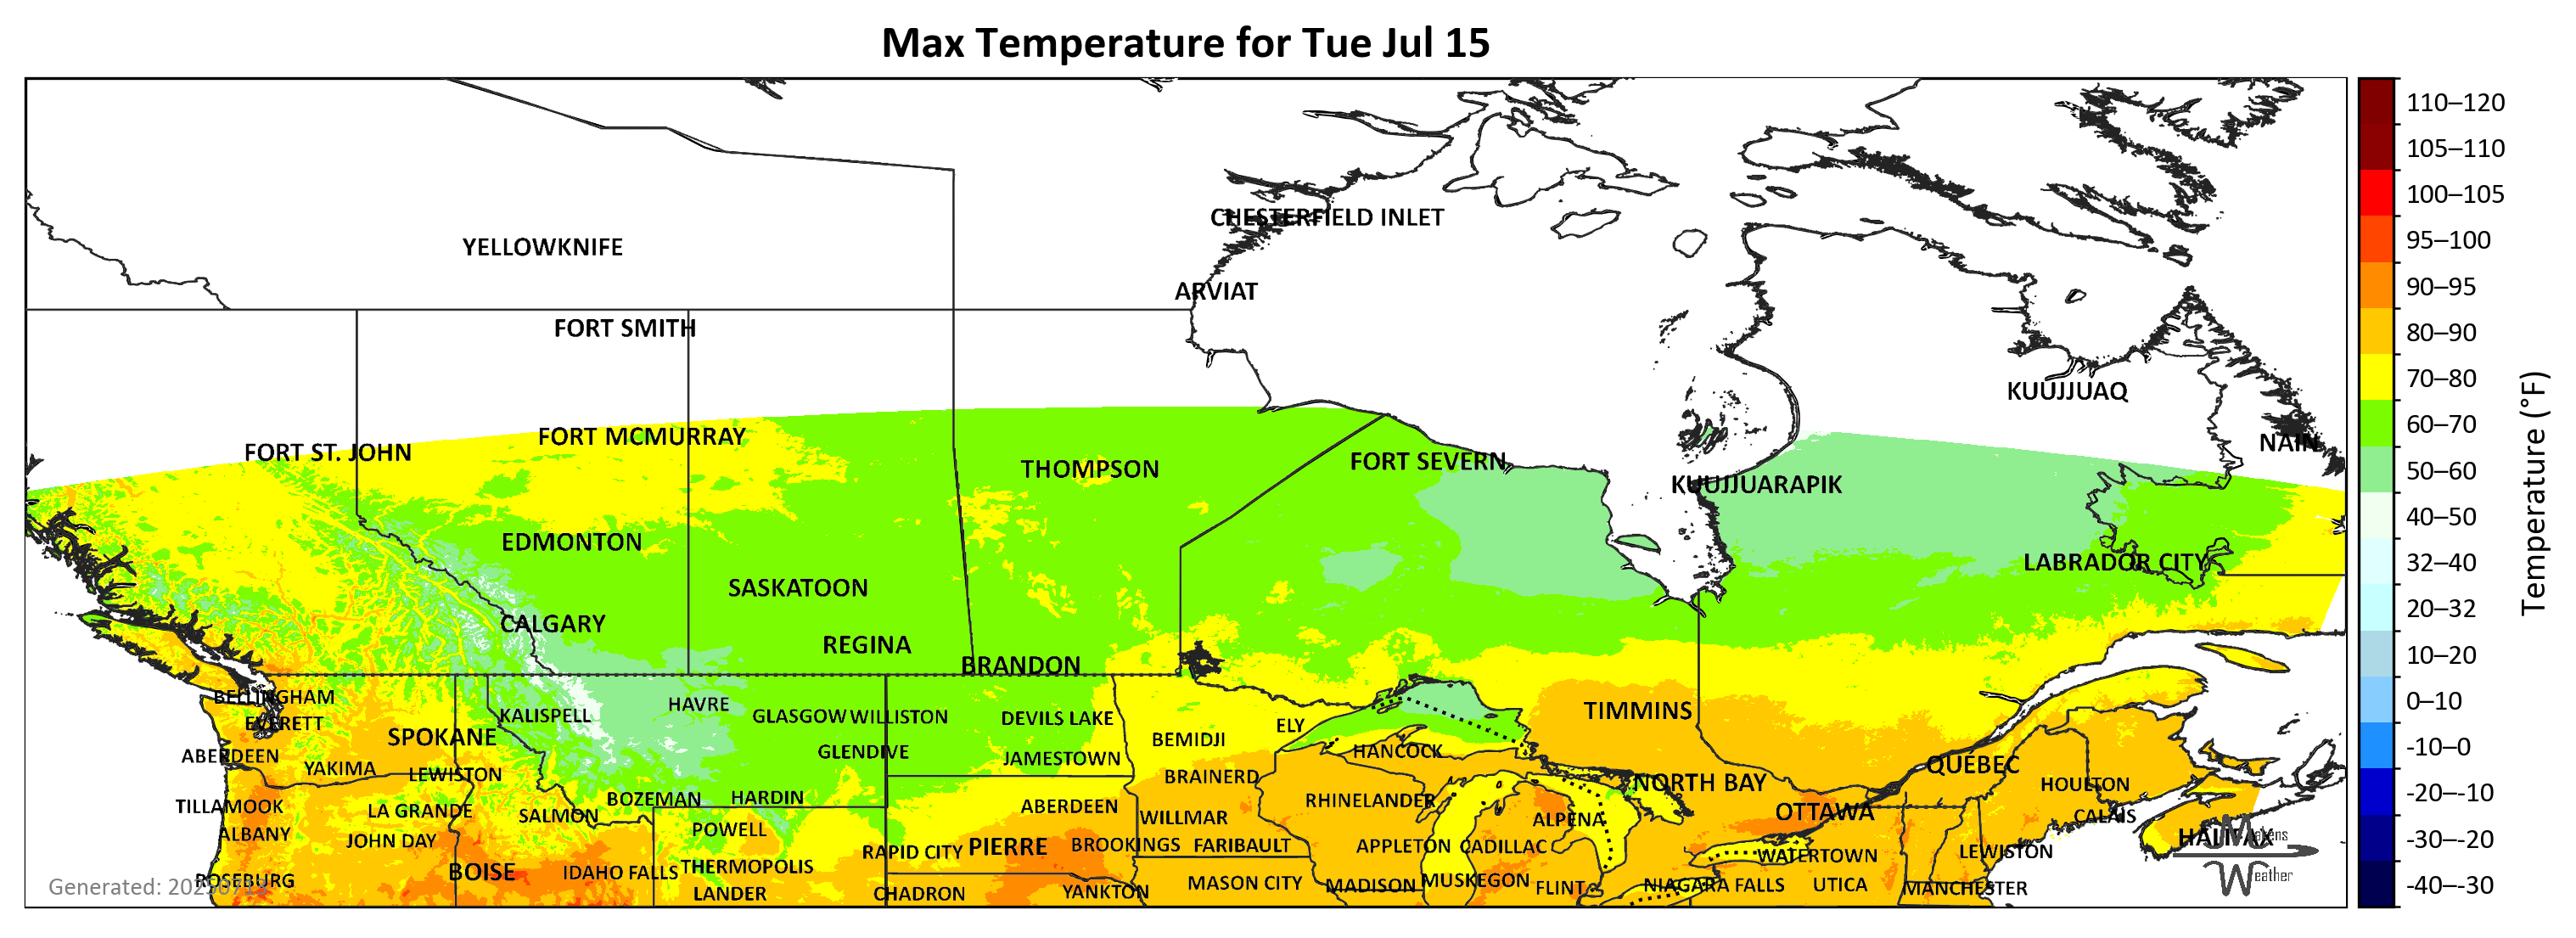 Max Temperature for Tue Jul 15
CHESTERFIELD INLET
YELLOWKNIFE
ARVIAT
FORT SMITH
KUUJJUAQ
FORT MCMURRAY
NAIN
FORT ST. JOHN
FORT SEVERN
THOMPSON
KUUJJUARAPIK
EDMONTON
LABRADOR CITY
SASKATOON
CALGARY
REGINA
BRANDON
BELLINGHAM
HAVRE
TIMMINS
KALISPELL
GLASGOW
WILLISTON
DEVILS LAKE
EVERETT
ELY
SPOKANE
BEMIDJI
GLENDIVE
HANCOCK
ABERDEEN
JAMESTOWN
QUÉBEC
YAKIMA
LEWISTON
BRAINERD
NORTH BAY
HOULTON
BOZEMAN
HARDIN
RHINELANDER
TILLAMOOK
ABERDEEN
LA GRANDE
OTTAWA
SALMON
WILLMAR
CALAIS
ALPENA
ALBANY
POWELL
Makens
HALIFAX
JOHN DAY
PIERRE
BROOKINGS
FARIBAULT
APPLETON
CADILLAC
RAPID CITY
LEWISTON
WATERTOWN
THERMOPOLIS
BOISE
IDAHO FALLS
Weather
ROSEBURG
MUSKEGON
MASON CITY
MADISON
NIAGARA FALLS
UTICA
FLINT
MANCHESTER
LANDER
CHADRON
YANKTON
110–120
105–110
100–105
95–100
90–95
80–90
70–80
60–70
50–60
40–50
32–40
20–32
10–20
0–10
-10–0
-20–-10
-30–-20
-40–-30
Temperature (°F)
Generated: